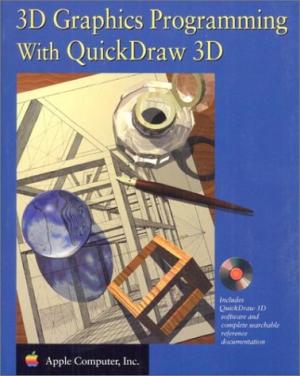 3D Graphics Programming
With QuickDraw 3D
Includes
QuickDraw 3D
software and
complete searchable
reference
documentation
Apple Computer, Inc.